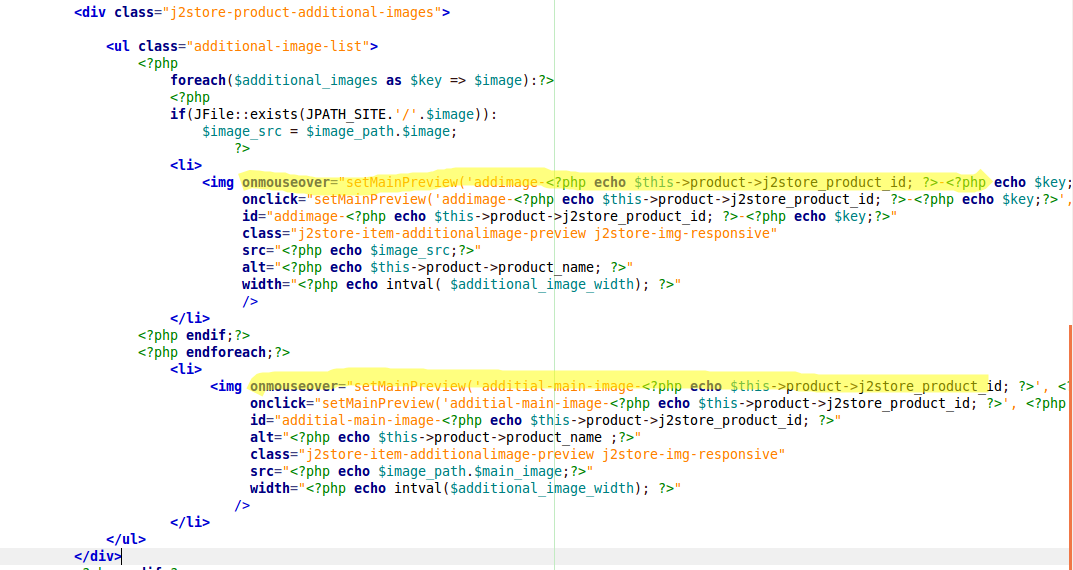 <div class="j2store-product-additional-images">
<ul class="additional-image-list">
<?php
foreach($additional_images as $key => $image):?>
<?php
if(JFile::exists(JPATH_SITE.'/'.$image)):
$image_src = $image_path.$image;
?>
<li>
<img onmouseover="setMainPreview('addimage-<?php echo $this->product->j2store_product_id; ?>-<?php echo $key;
onclick="setMainPreview('addimage-<?php echo $this->product->j2store_product_id; ?>-<?php echo $key;?>',
id="addimage-<?php echo $this->product->j2store_product_id; ?>-<?php echo $key;?>"
class="j2store-item-additionalimage-preview j2store-img-responsive"
src="<?php echo $image_src;?>"
alt="<?php echo $this->product->product_name; ?>"
width="<?php echo intval( $additional_image_width); ?>"
/>
</li>
<?php endif;?>
<?php endforeach;?>
<li>
<img onmouseover="setMainPreview('additial-main-image-<?php echo $this->product->j2store_product_id; ?>', <?
onclick="setMainPreview('additial-main-image-<?php echo $this->product->j2store_product_id; ?>', <?php
id="additial-main-image-<?php echo $this->product->j2store_product_id; ?>"
alt="<?php echo $this->product->product_name ;?>"
class="j2store-item-additionalimage-preview j2store-img-responsive"
src="<?php echo $image_path.$main_image;?>"
width="<?php echo intval($additional_image_width); ?>"
/>
</li>
</ul>
</div>